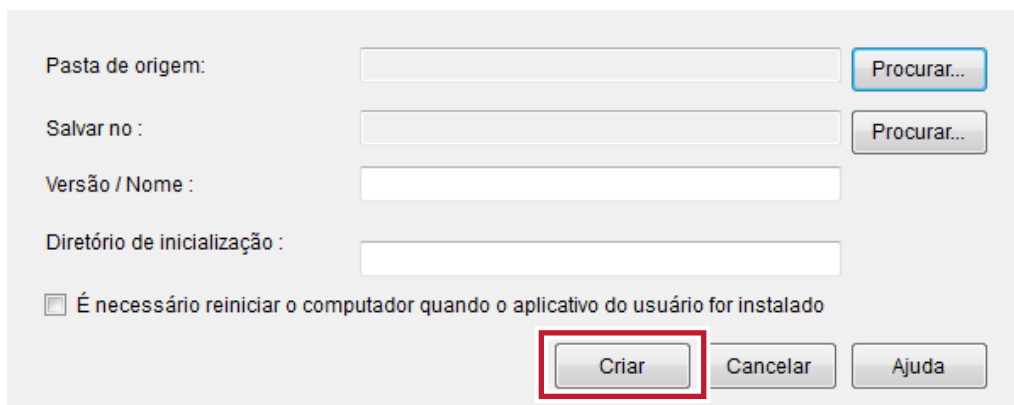 Pasta de origem: Procurar...
Salvar no : Procurar...
Versão / Nome :
Diretório de inicialização :
É necessário reiniciar o computador quando o aplicativo do usuário for instalado
Criar Cancelar Ajuda